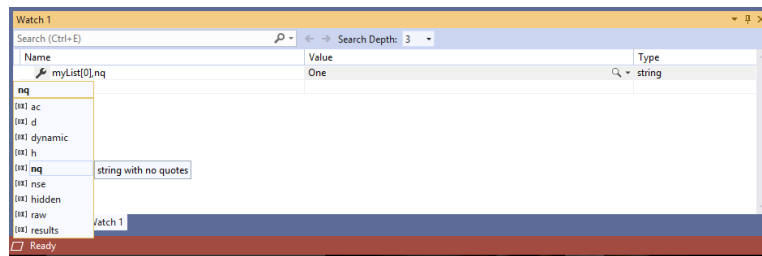 Watch 1
Search (Ctrl+E) Search Depth: 3
Name Value Type
myList[0],nq One string
nq
ac
d
dynamic
h
nq string with no quotes
nse
hidden
raw
results
Watch 1
Ready